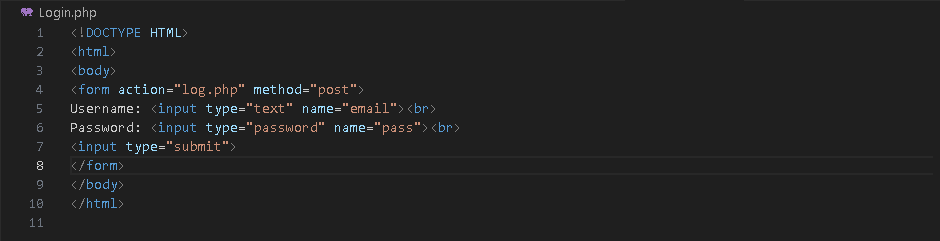 Login.php
1 <!DOCTYPE HTML>
2 <html>
3 <body>
4 <form action="log.php" method="post">
5 Username: <input type="text" name="email"><br>
6 Password: <input type="password" name="pass"><br>
7 <input type="submit">
8 </form>
9 </body>
10 </html>
11